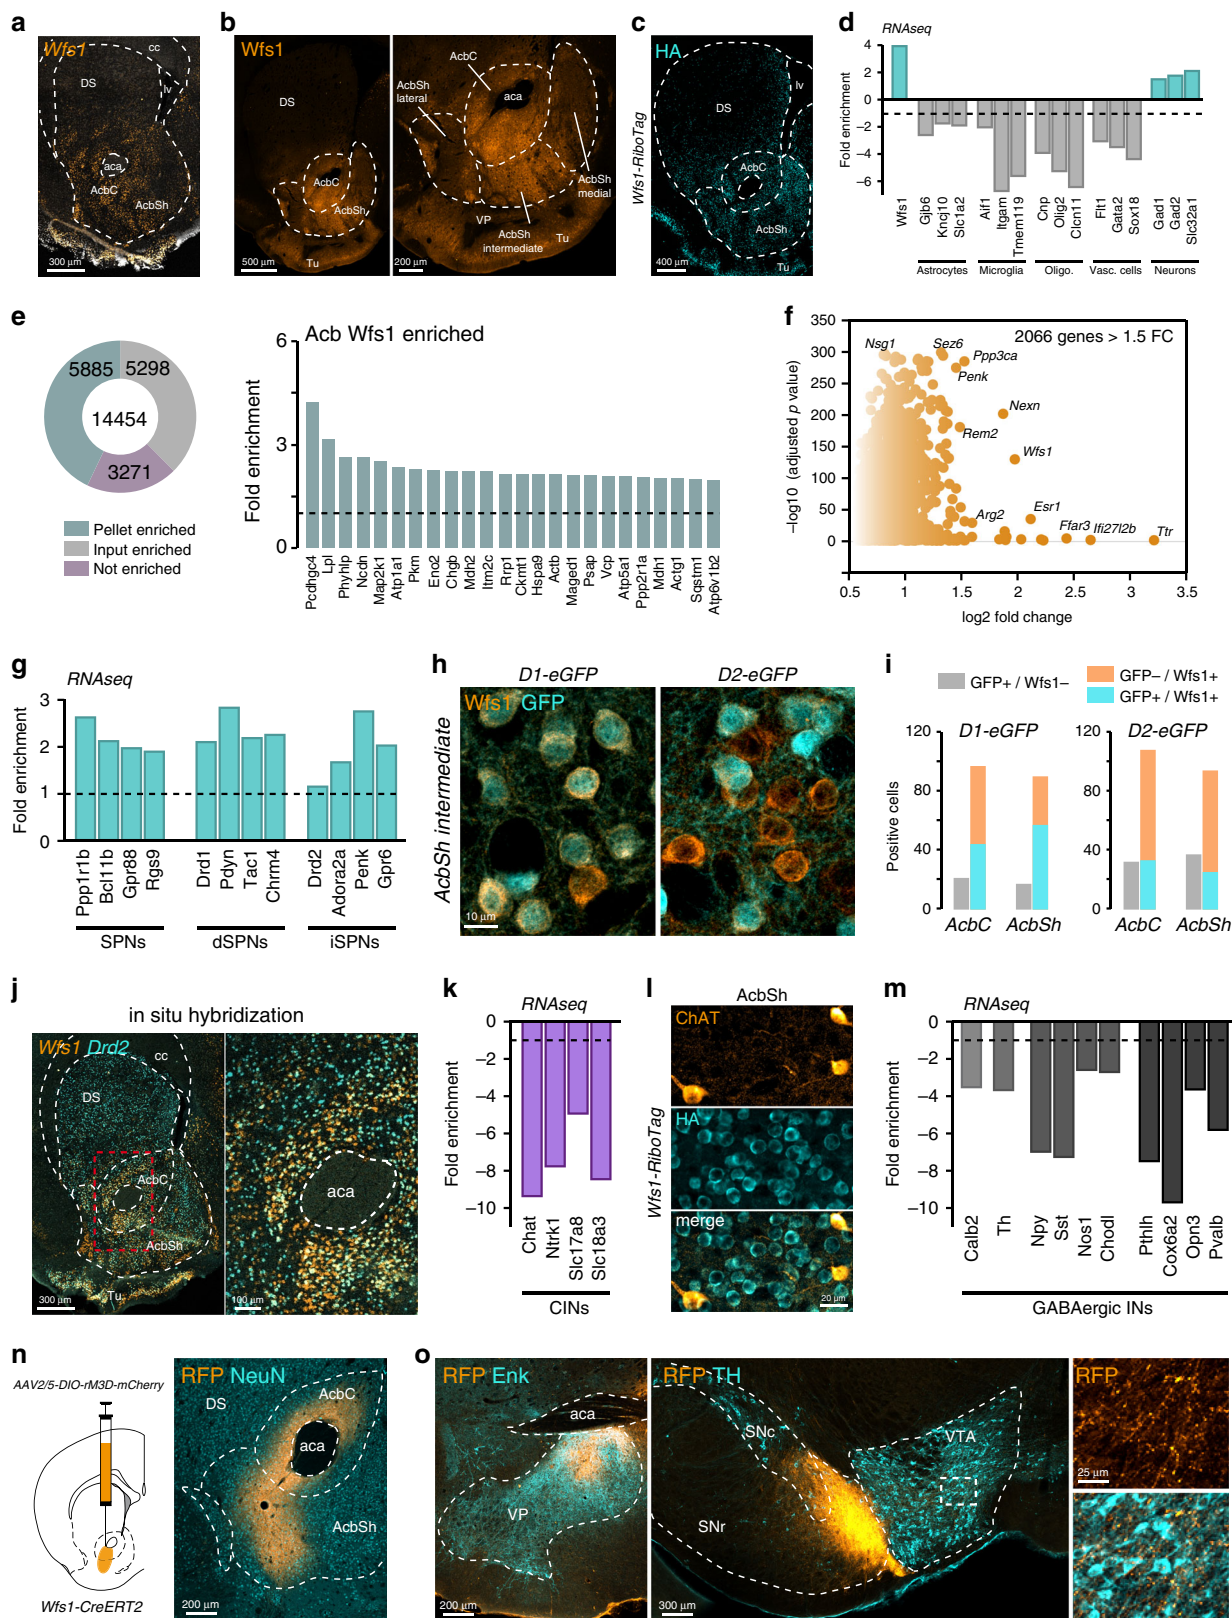 a
Wfs1
cc
DS
lv
aca
AcbC
AcbSh
300 μm
b
Wfs1
DS
AcbC
AcbSh
Tu
500 μm
AcbC
AcbSh
lateral
aca
AcbSh
medial
VP
AcbSh
intermediate
Tu
200 μm
c
Wfs1-RiboTag
HA
lv
DS
AcbC
AcbSh
Tu
400 μm
d
RNAseq
Fold enrichment
4
2
0
−2
−4
−6
Wfs1
Gjb6
Kncj10
Slc1a2
Aif1
Itgam
Tmem119
Cnp
Olig2
Clcn11
Flt1
Gata2
Sox18
Gad1
Gad2
Slc32a1
Astrocytes
Microglia
Oligo.
Vasc. cells
Neurons
e
5885
5298
14454
3271
Pellet enriched
Input enriched
Not enriched
Acb Wfs1 enriched
Fold enrichment
6
3
0
Pcdhgc4
Lpl
Phyhlp
Ncdn
Map2k1
Atp1a1
Pkm
Eno2
Chgb
Mdh2
Itm2c
Rrp1
Ckmt1
Hspa9
Actb
Maged1
Psap
Vcp
Atp5a1
Ppp2r1a
Mdh1
Actg1
Sqstm1
Atp6v1b2
f
2066 genes > 1.5 FC
−log10 (adjusted p value)
350
300
250
200
150
100
50
0
Nsg1
Sez6
Ppp3ca
Penk
Nexn
Rem2
Wfs1
Arg2
Esr1
Ffar3
Ifi27l2b
Ttr
0.5
1
1.5
2
2.5
3
3.5
log2 fold change
g
RNAseq
Fold enrichment
3
2
1
0
Ppp1r1b
Bcl11b
Gpr88
Rgs9
Drd1
Pdyn
Tac1
Chrm4
Drd2
Adora2a
Penk
Gpr6
SPNs
dSPNs
iSPNs
h
D1-eGFP
D2-eGFP
Wfs1 GFP
AcbSh intermediate
10 μm
i
GFP+ / Wfs1−
GFP− / Wfs1+
GFP+ / Wfs1+
Positive cells
D1-eGFP
120
80
40
0
AcbC
AcbSh
D2-eGFP
120
80
40
0
AcbC
AcbSh
j
in situ hybridization
Wfs1 Drd2
cc
DS
AcbC
AcbSh
Tu
300 μm
aca
100 μm
k
RNAseq
Fold enrichment
0
−2
−4
−6
−8
−10
Chat
Ntrk1
Slc17a8
Slc18a3
CINs
l
AcbSh
Wfs1-RiboTag
ChAT
HA
merge
20 μm
m
RNAseq
Fold enrichment
0
−2
−4
−6
−8
−10
Calb2
Th
Npy
Sst
Nos1
Chodl
Pthlh
Cox6a2
Opn3
Pvalb
GABAergic INs
n
AAV2/5-DIO-rM3D-mCherry
Wfs1-CreERT2
RFP NeuN
DS
AcbC
aca
AcbSh
200 μm
o
RFP Enk
aca
VP
200 μm
RFP TH
SNc
VTA
SNr
300 μm
RFP
25 μm